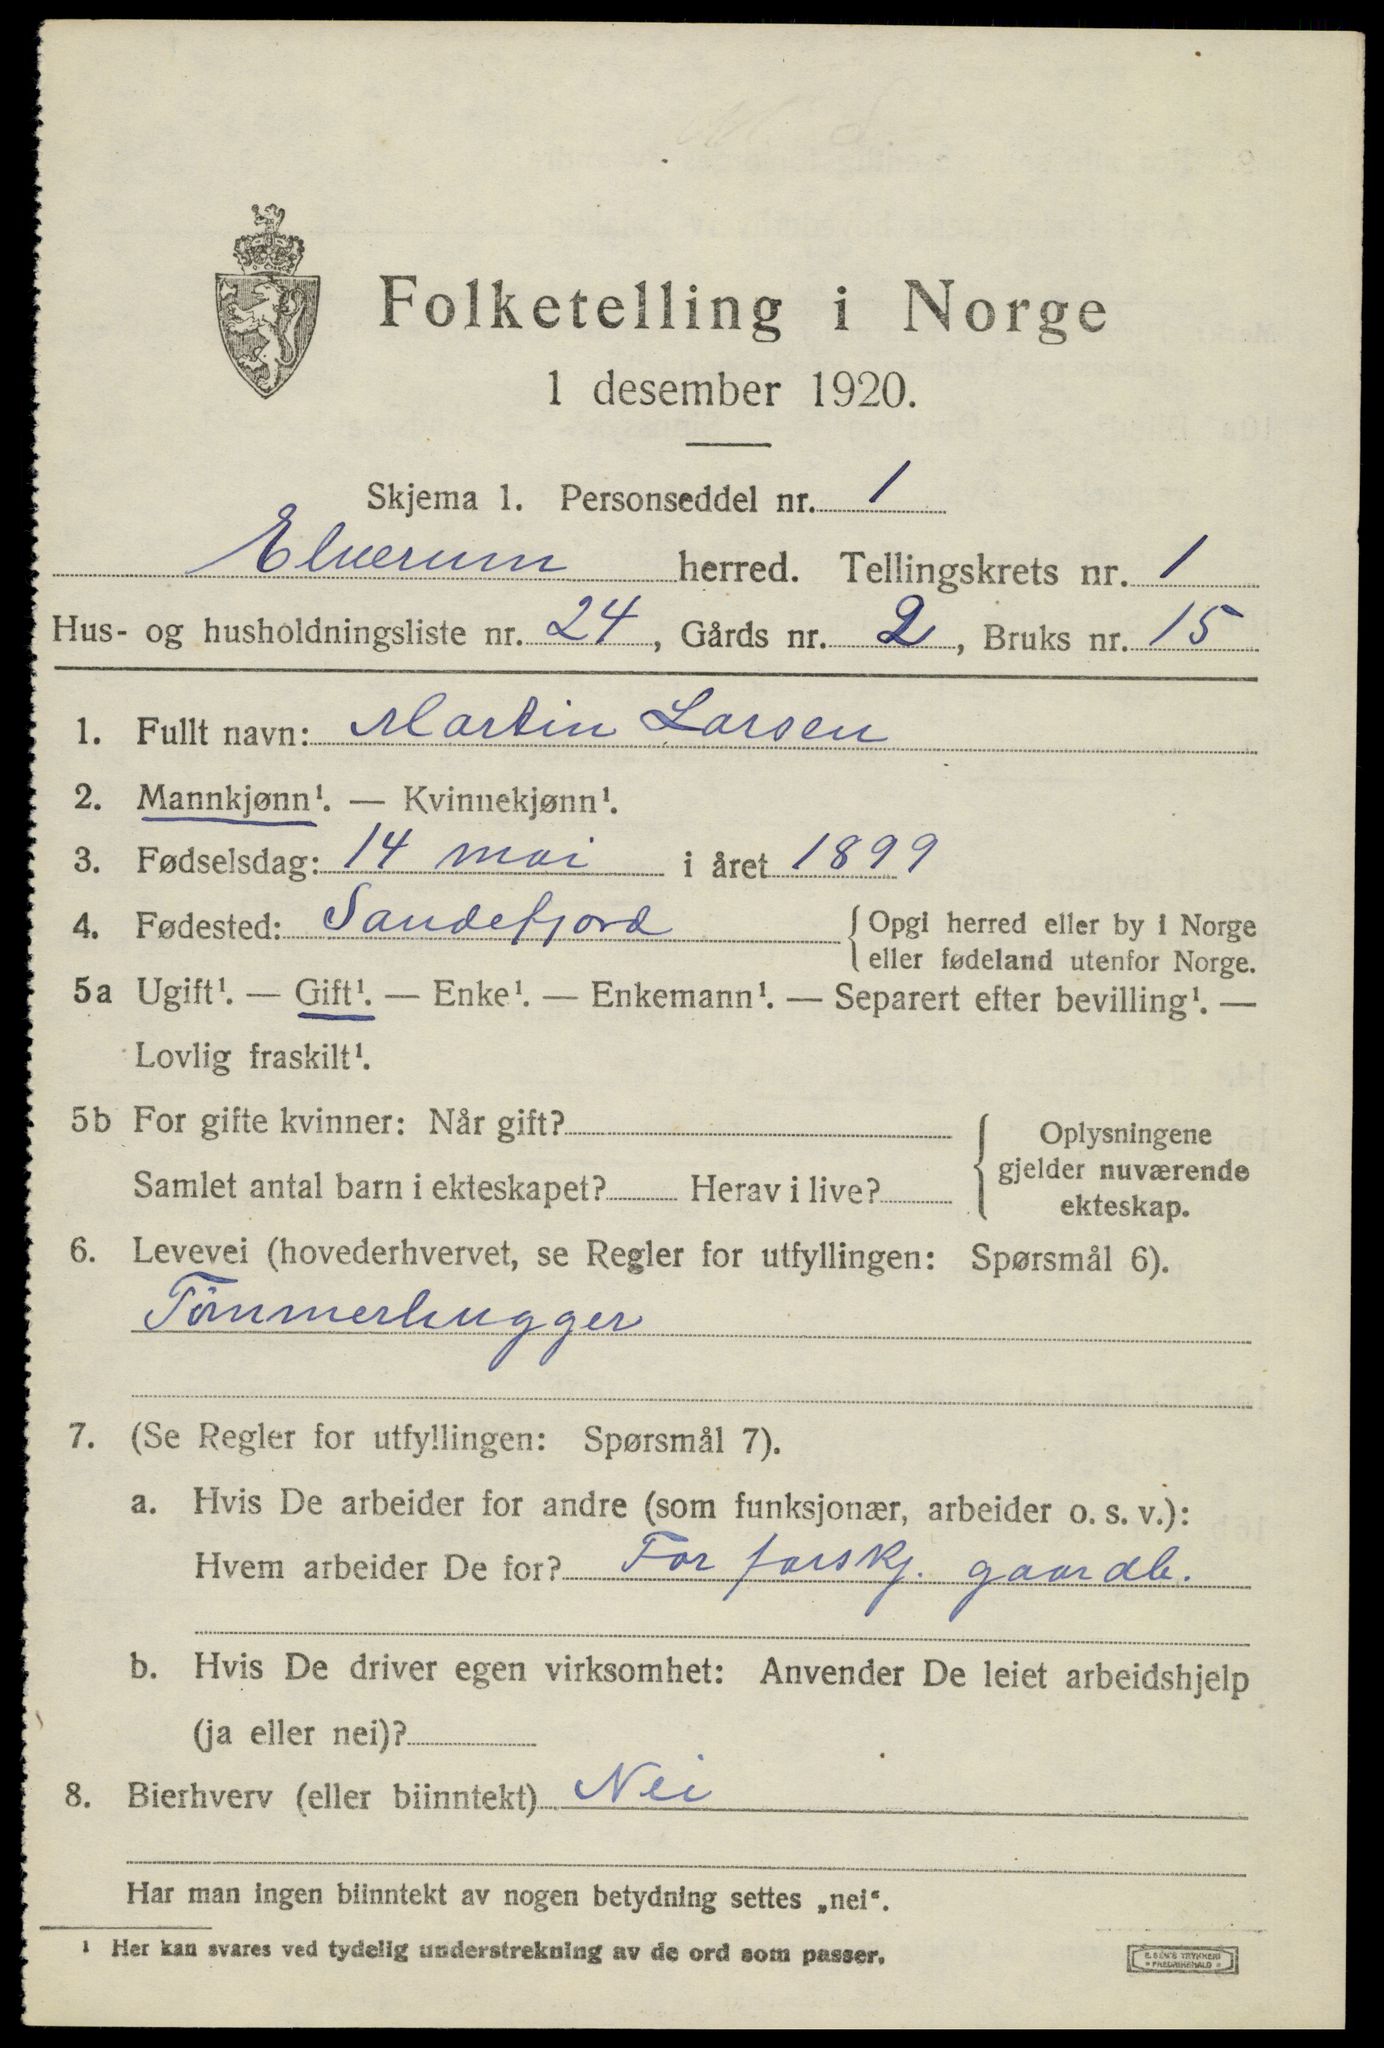 Folketelling i Norge
1 desember 1920.
Skjema 1. Personseddel nr. 1
Elverum herred. Tellingskrets nr. 1
Hus- og husholdningsliste nr. 24, Gårds nr. 2, Bruks nr. 15
1. Fullt navn: Martin Larsen
2. Mannkjønn¹. — Kvinnekjønn¹.
3. Fødselsdag: 14 mai i året 1899
4. Fødested: Sandefjord { Opgi herred eller by i Norge
eller fødeland utenfor Norge.
5a Ugift¹. — Gift¹. — Enke¹. — Enkemann¹. — Separert efter bevilling¹. —
Lovlig fraskilt¹.
5b For gifte kvinner: Når gift?
Samlet antal barn i ekteskapet? Herav i live?
Oplysningene
gjelder nuværende
ekteskap.
6. Levevei (hovederhvervet, se Regler for utfyllingen: Spørsmål 6).
Tömmerhugger
7. (Se Regler for utfyllingen: Spørsmål 7).
a. Hvis De arbeider for andre (som funksjonær, arbeider o. s. v.):
Hvem arbeider De for? For forskj. gaardb.
b. Hvis De driver egen virksomhet: Anvender De leiet arbeidshjelp
(ja eller nei)?
8. Bierhverv (eller biinntekt) Nei
Har man ingen biinntekt av nogen betydning settes „nei“.
¹ Her kan svares ved tydelig understrekning av de ord som passer.
E. SEM'S TRYKKERI
FREDRIKSHALD